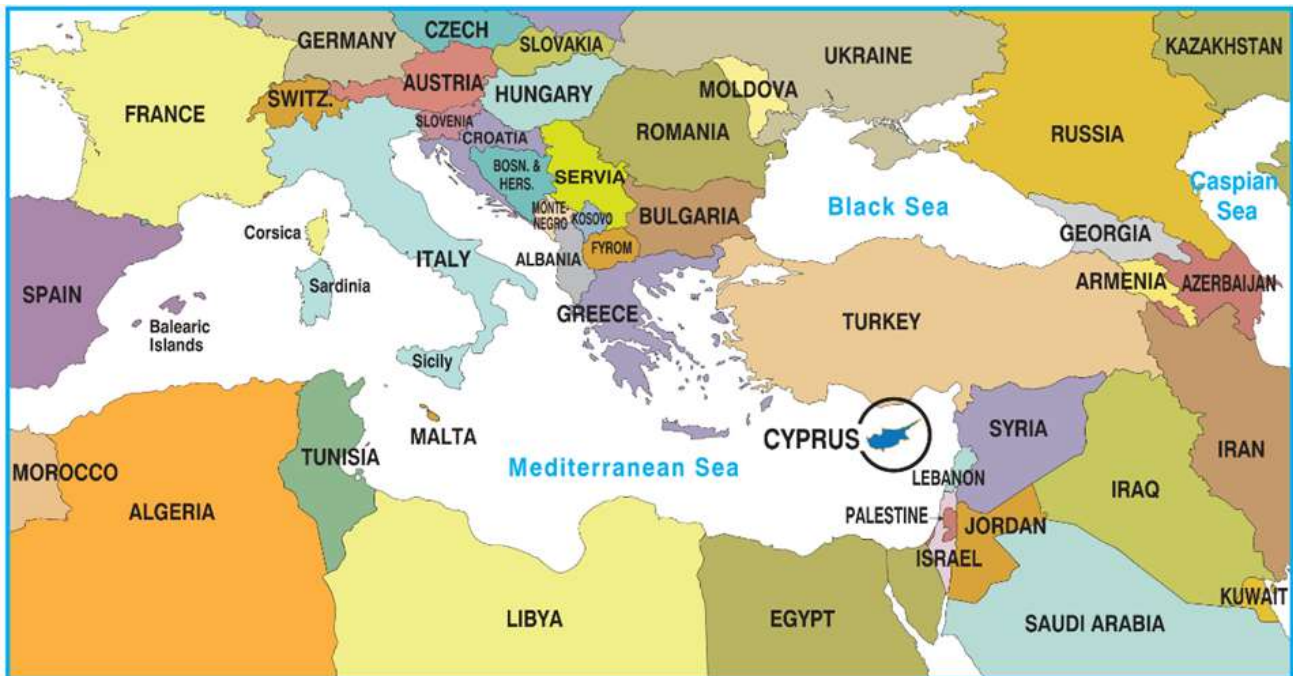 CZECH
GERMANY
SLOVAKIA
UKRAINE
KAZAKHSTAN
AUSTRIA
SWITZ.
HUNGARY
MOLDOVA
FRANCE
SLOVENIA
CROATIA
ROMANIA
RUSSIA
BOSN. &
HERS.
SERVIA
Caspian
Sea
MONTE-
NEGRO
KOSOVO
BULGARIA
Black Sea
Corsica
GEORGIA
FYROM
ITALY
ALBANIA
ARMENIA
AZERBAIJAN
SPAIN
Sardinia
GREECE
TURKEY
Balearic
Islands
Sicily
MALTA
CYPRUS
SYRIA
TUNISIA
MOROCCO
Mediterranean Sea
LEBANON
IRAN
IRAQ
ALGERIA
PALESTINE
JORDAN
ISRAEL
KUWAIT
LIBYA
EGYPT
SAUDI ARABIA